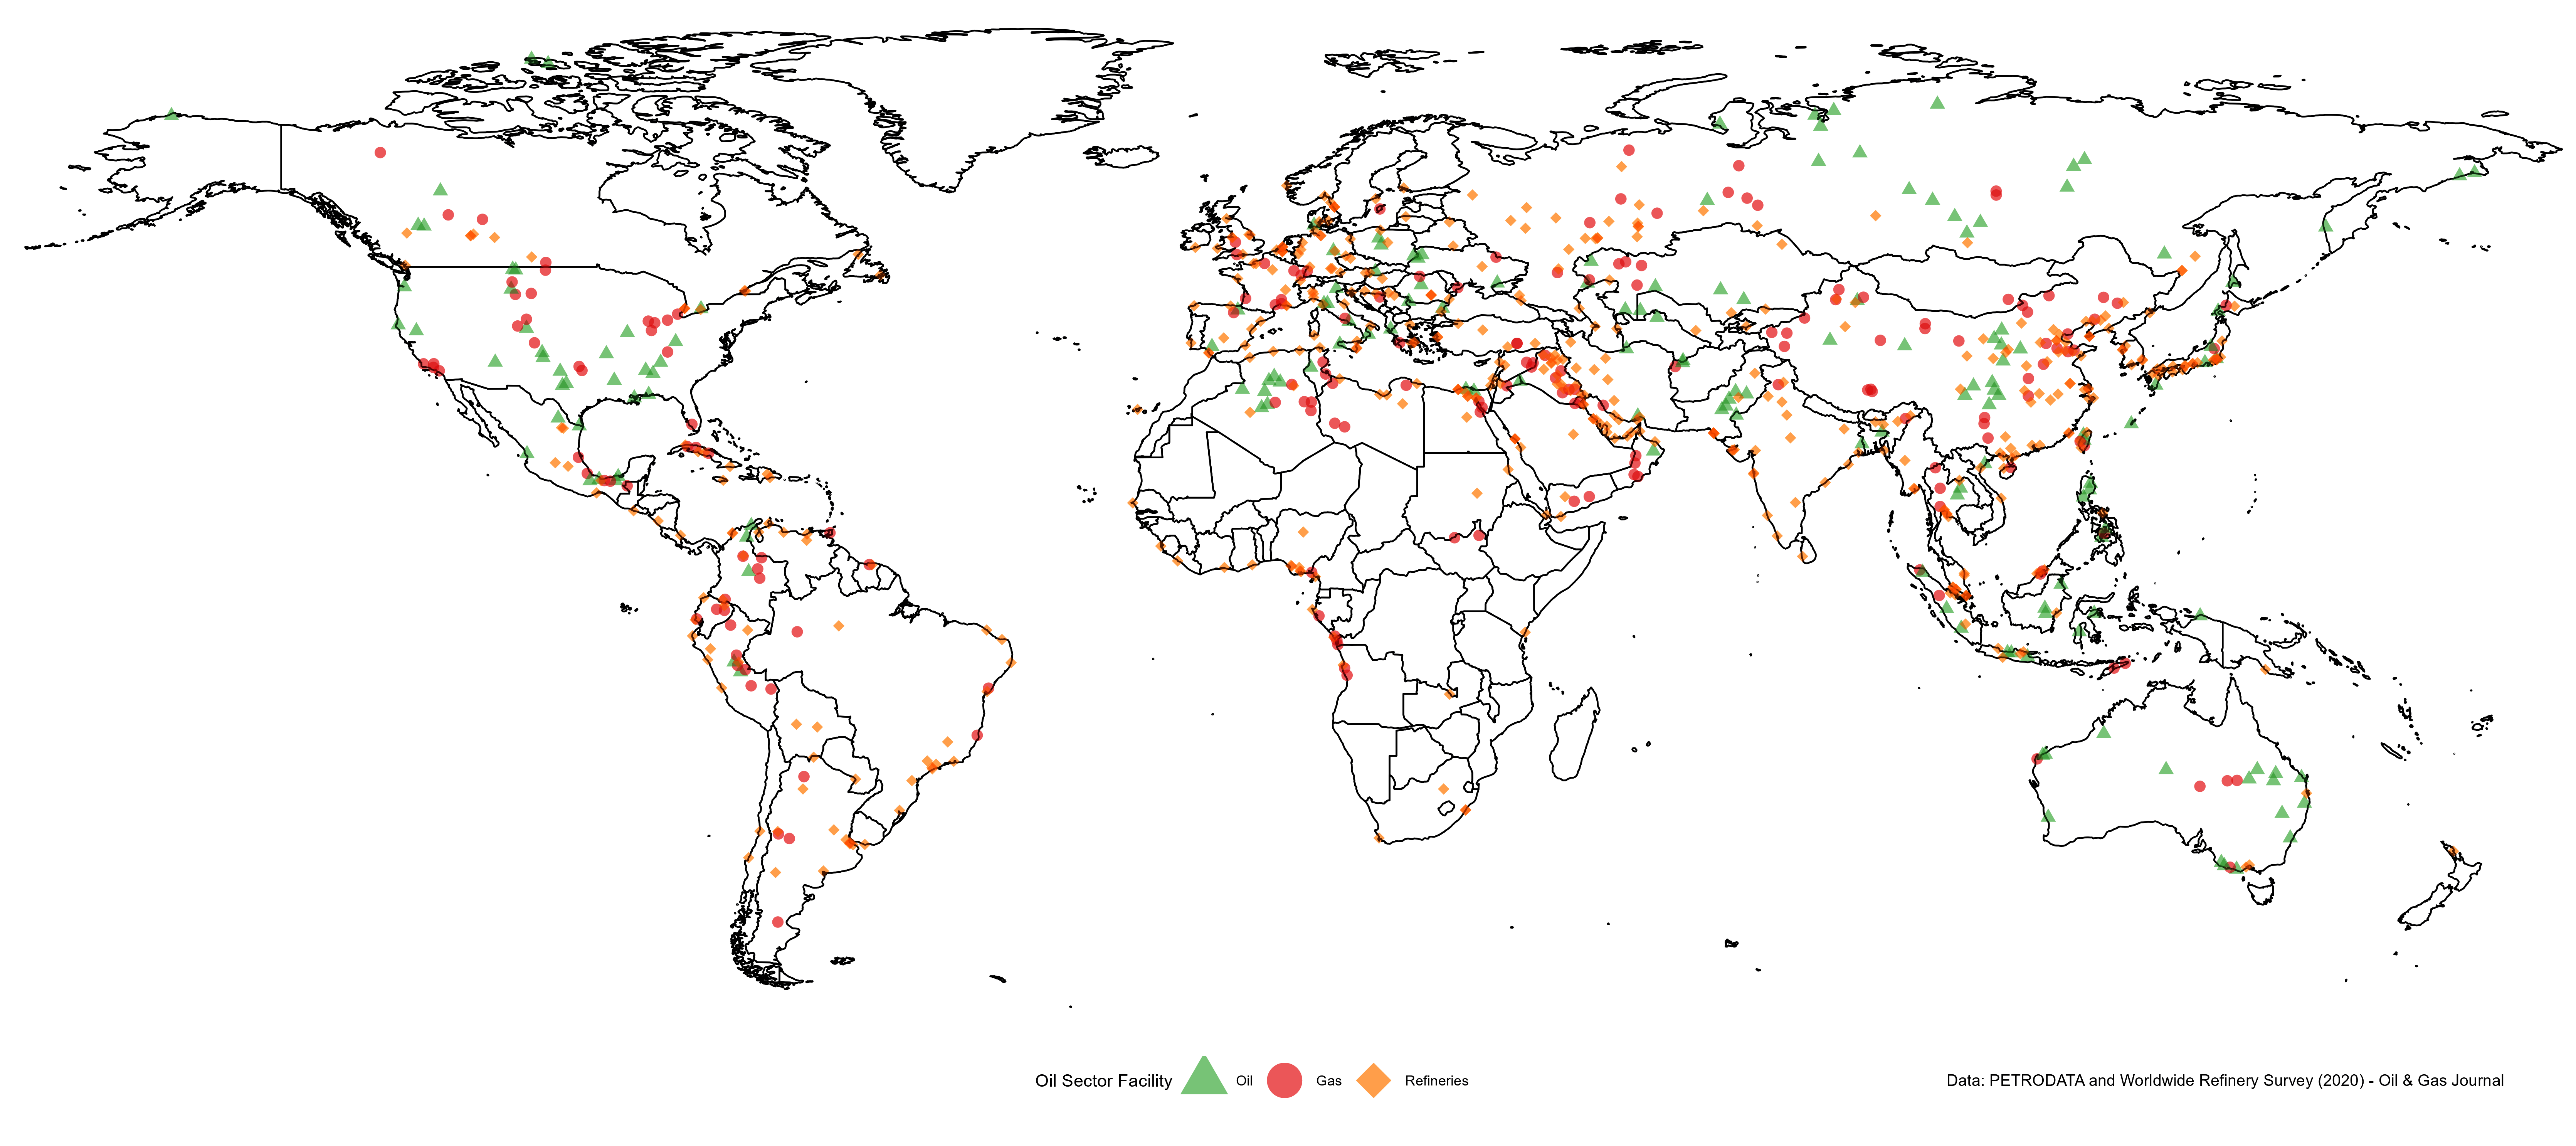 Oil Sector Facility Oil Gas Refineries
Data: PETRODATA and Worldwide Refinery Survey (2020) - Oil & Gas Journal